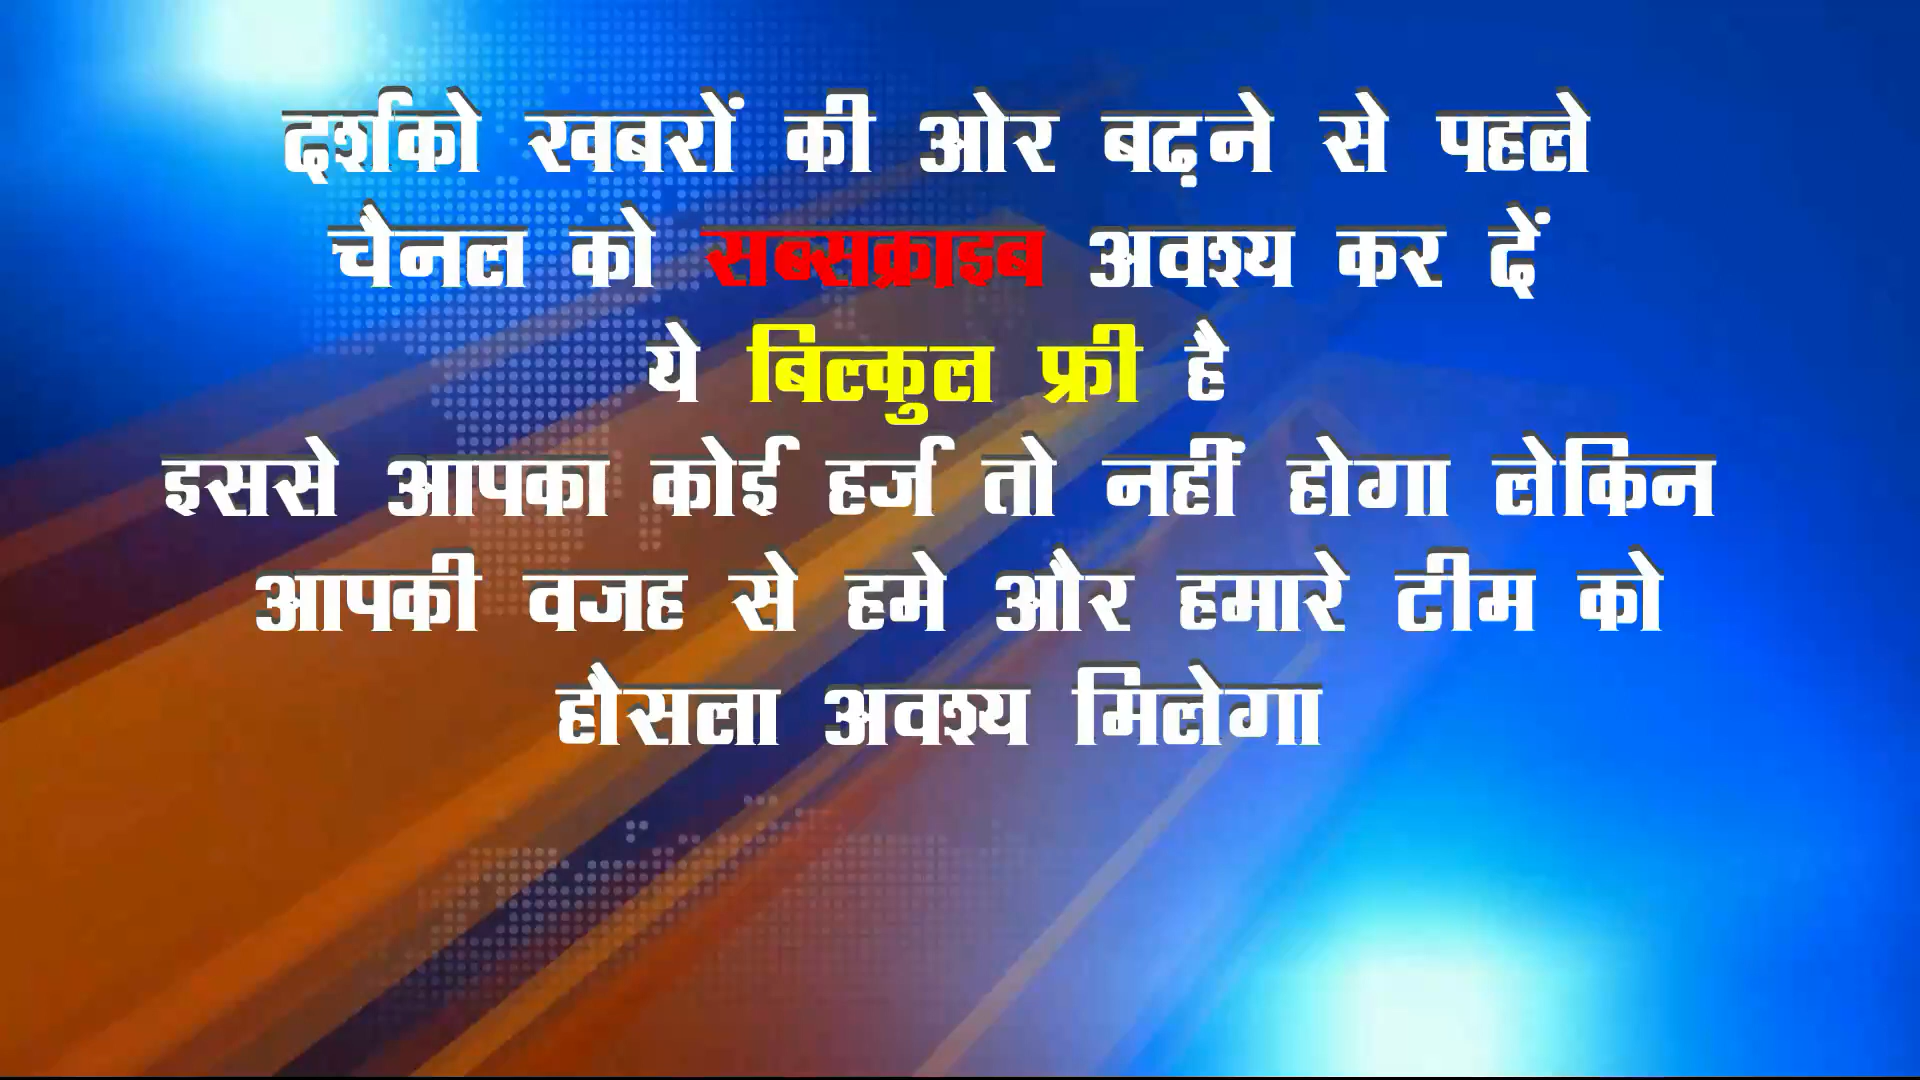 दर्शको खबरों की ओर बढ़ने से पहले
चैनल को सब्सक्राइब अवश्य कर दें
ये बिल्कुल फ्री है
इससे आपका कोई हर्ज तो नहीं होगा लेकिन
आपकी वजह से हमे और हमारे टीम को
हौसला अवश्य मिलेगा